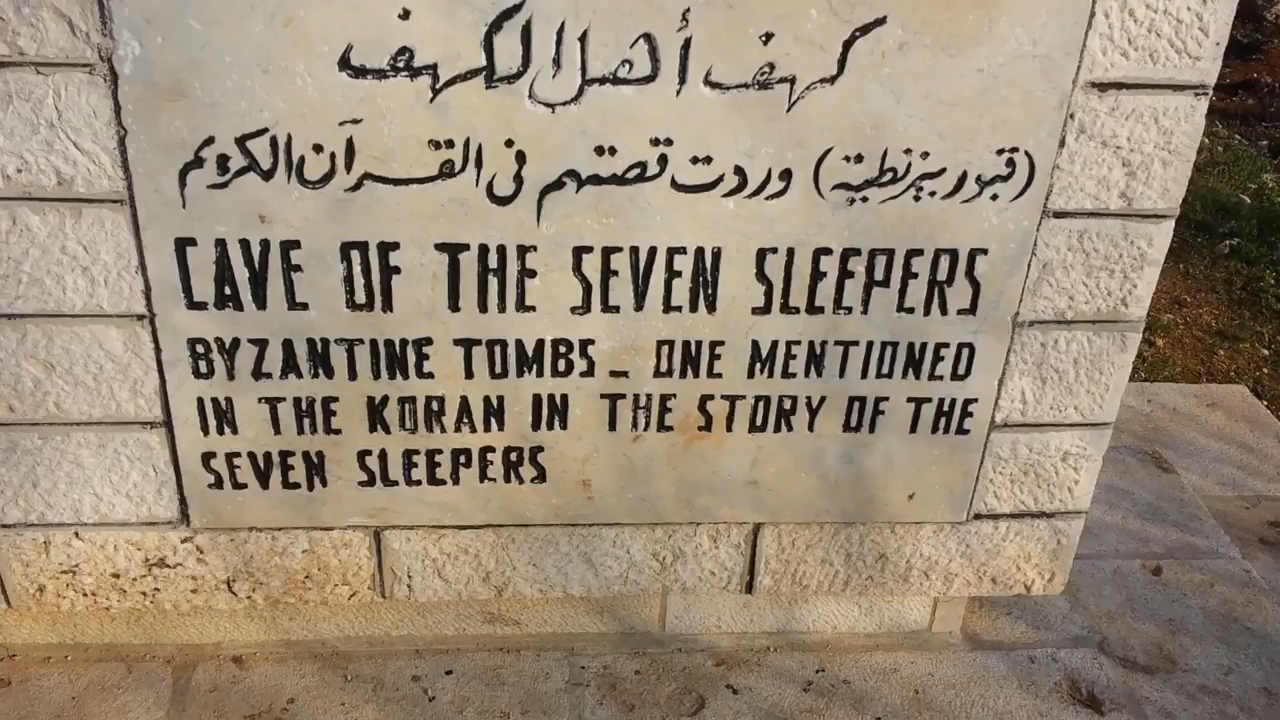 كهف أهل الكهف
(قبور بيزنطية) وردت قصتهم في القرآن الكريم
CAVE OF THE SEVEN SLEEPERS
BYZANTINE TOMBS _ ONE MENTIONED
IN THE KORAN IN THE STORY OF THE
SEVEN SLEEPERS